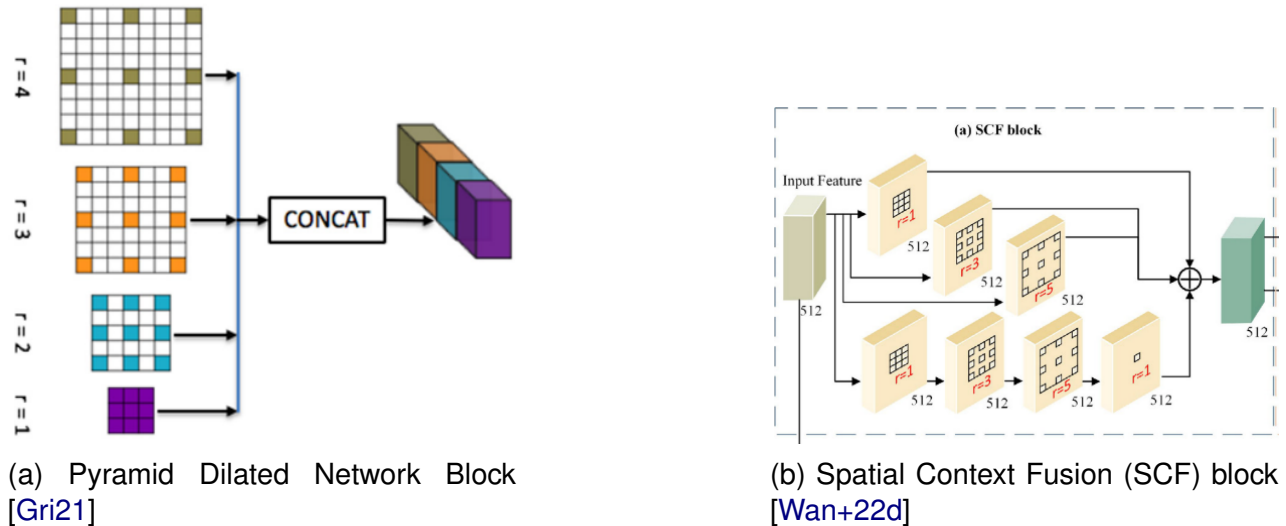 r = 4
r = 3
r = 2
r = 1
CONCAT
(a) Pyramid Dilated Network Block
[Gri21]
(a) SCF block
Input Feature
512
r=1
512
r=3
512
r=5
512
r=1
512
r=3
512
r=5
512
r=1
512
512
(b) Spatial Context Fusion (SCF) block
[Wan+22d]